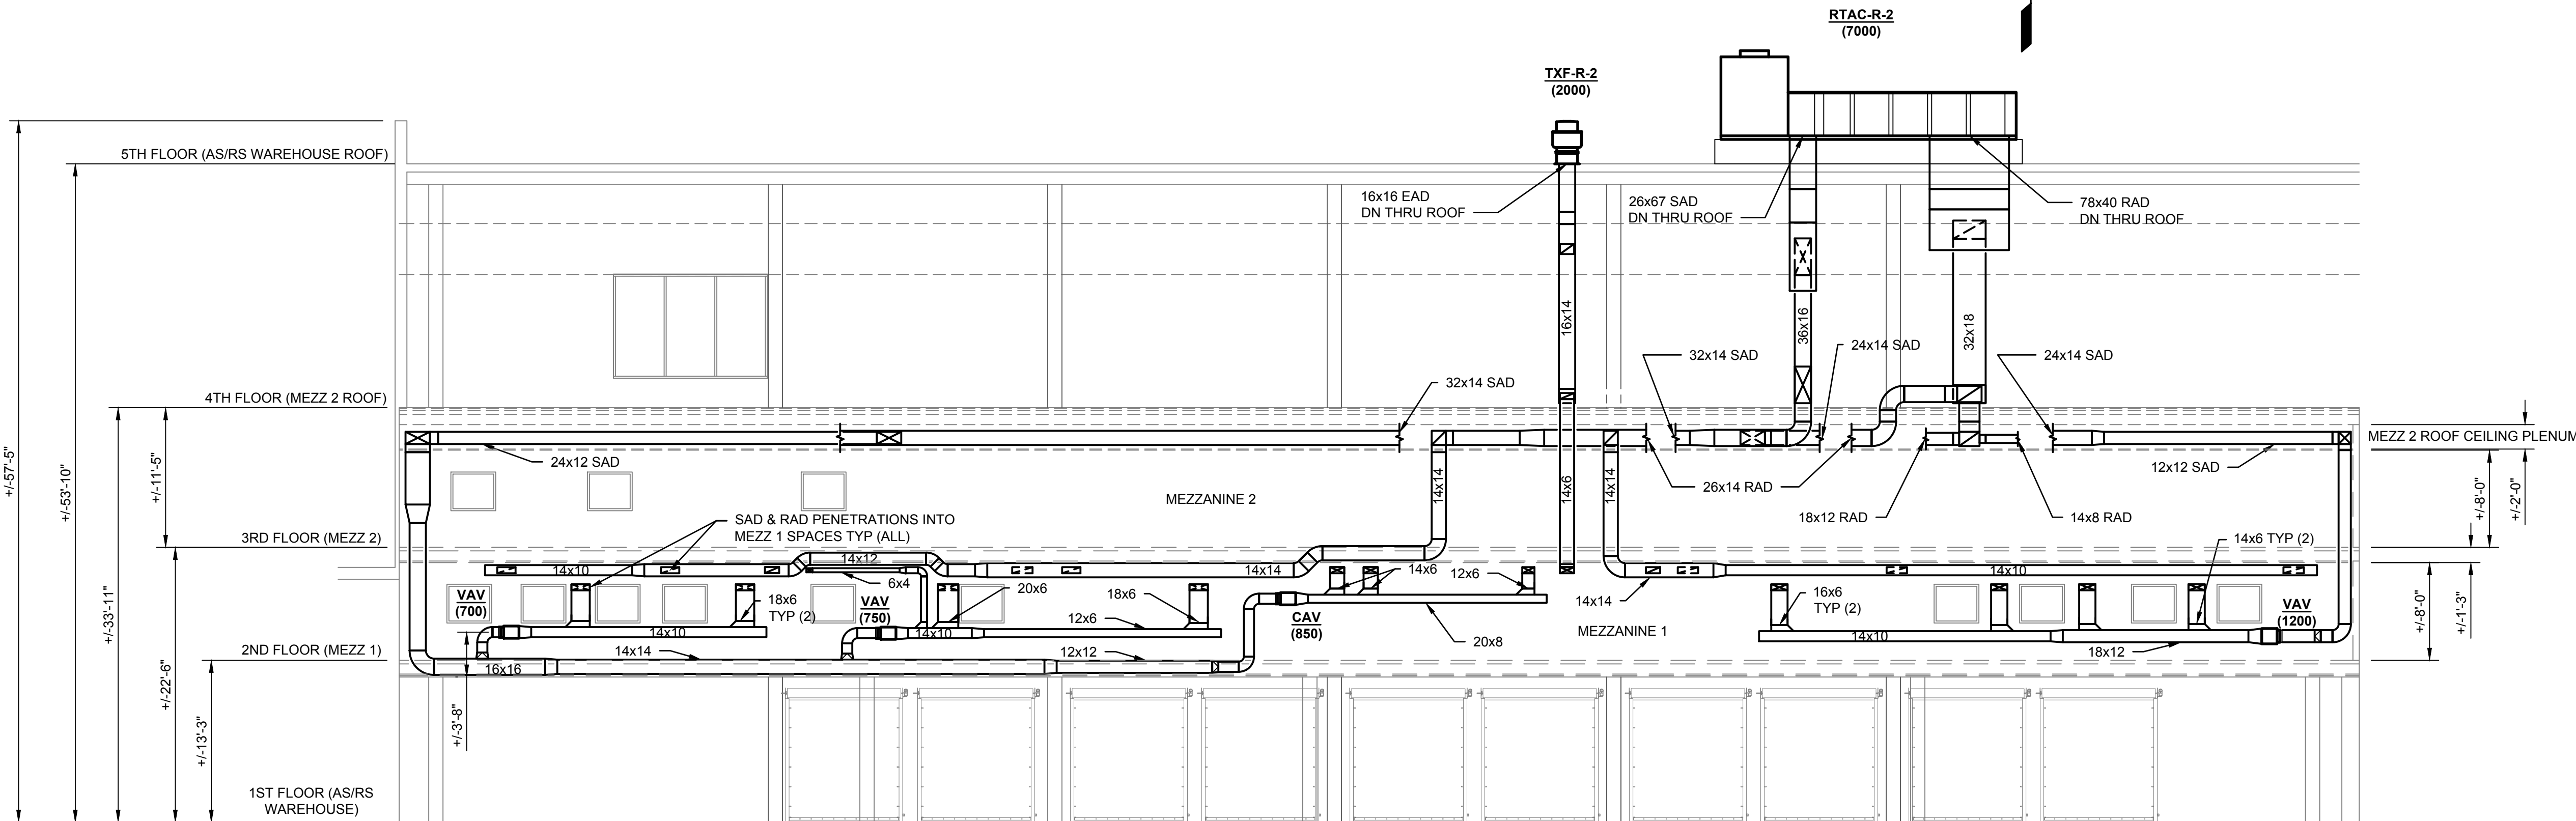 RTAC-R-2
(7000)
TXF-R-2
(2000)
5TH FLOOR (AS/RS WAREHOUSE ROOF)
16x16 EAD
DN THRU ROOF
26x67 SAD
DN THRU ROOF
78x40 RAD
DN THRU ROOF
16x14
36x16
32x18
32x14 SAD
24x14 SAD
24x14 SAD
32x14 SAD
4TH FLOOR (MEZZ 2 ROOF)
MEZZ 2 ROOF CEILING PLENUM
24x12 SAD
12x12 SAD
14x14
14x6
14x14
26x14 RAD
MEZZANINE 2
18x12 RAD
14x8 RAD
SAD & RAD PENETRATIONS INTO
MEZZ 1 SPACES TYP (ALL)
3RD FLOOR (MEZZ 2)
14x6 TYP (2)
14x12
14x10
6x4
14x14
14x6
12x6
14x10
VAV
(700)
18x6
TYP (2)
VAV
(750)
20x6
18x6
14x14
16x6
TYP (2)
VAV
(1200)
12x6
CAV
(850)
14x10
14x10
MEZZANINE 1
14x10
20x8
2ND FLOOR (MEZZ 1)
14x14
12x12
18x12
16x16
1ST FLOOR (AS/RS
WAREHOUSE)
+/-57'-5"
+/-53'-10"
+/-33'-11"
+/-11'-5"
+/-22'-6"
+/-13'-3"
+/-3'-8"
+/-8'-0"
+/-2'-0"
+/-8'-0"
+/-1'-3"